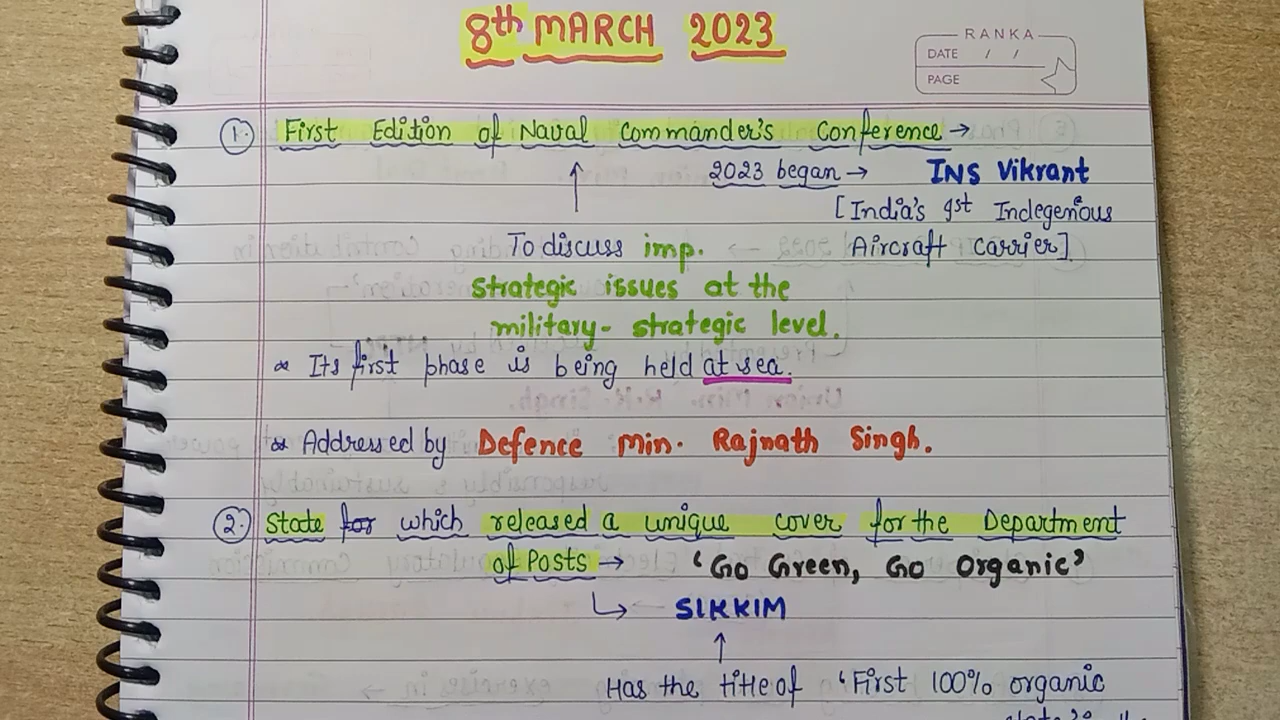 8th MARCH 2023
RANKA
DATE / /
PAGE
1. First Edition of Naval Commander's Conference →
2023 began → INS Vikrant
[India's 1st Indegenous
Aircraft Carrier]
↑
To discuss imp.
strategic issues at the
military-strategic level.
* Its first phase is being held at sea.
* Addressed by Defence Min. Rajnath Singh.
2. State for which released a unique cover for the Department
of Posts → 'Go Green, Go Organic'
↳ SIKKIM
↑
Has the title of 'First 100% organic